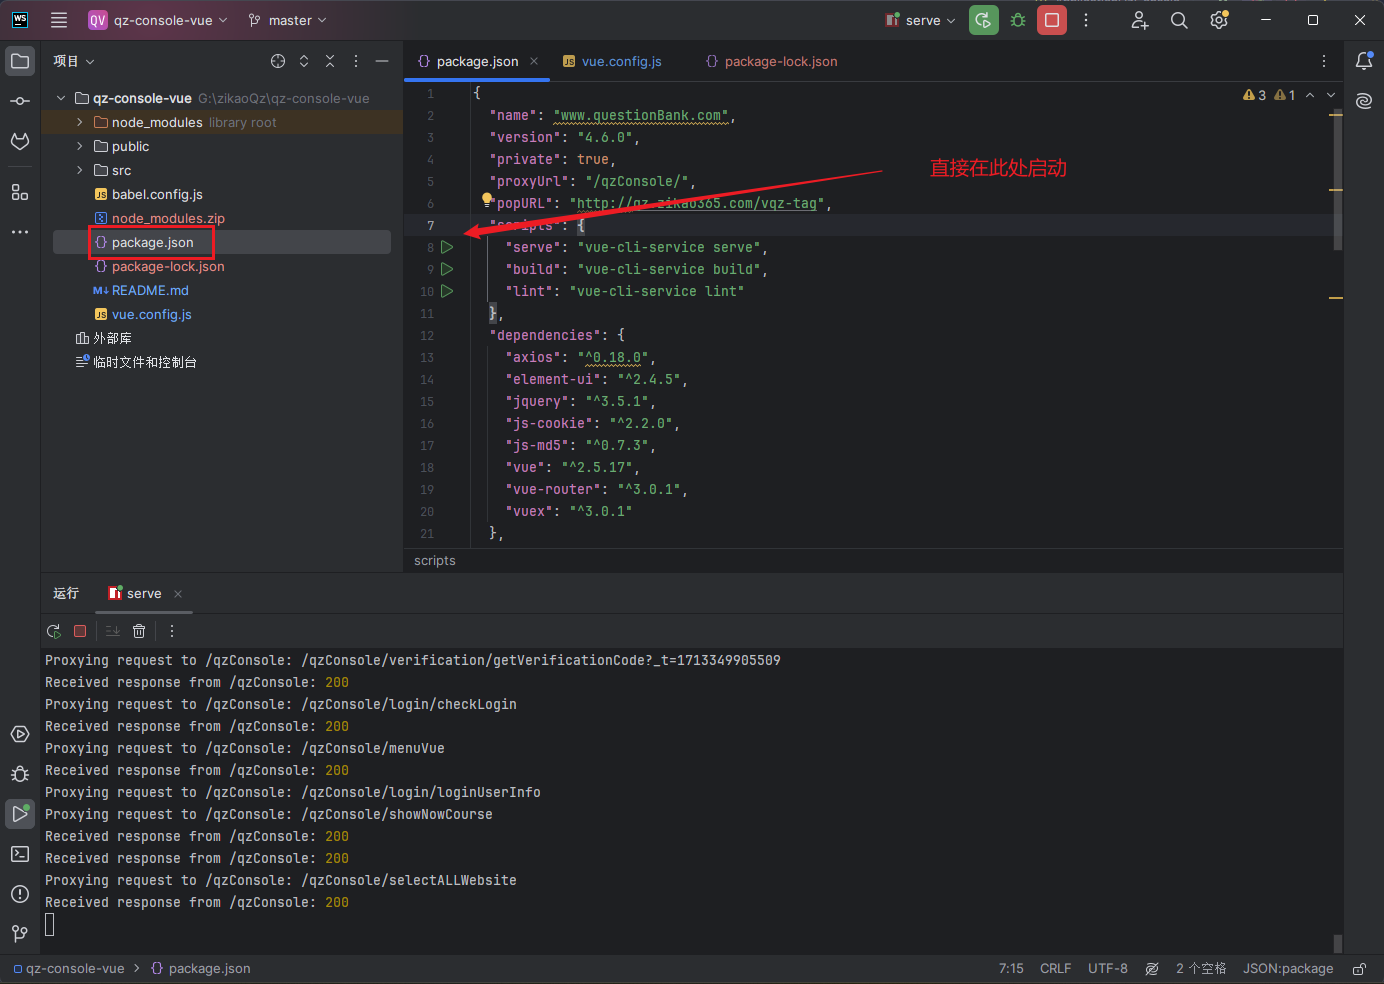 WS
QV qz-console-vue
master
serve
项目
package.json
vue.config.js
package-lock.json
qz-console-vue G:\zikaoQz\qz-console-vue
node_modules library root
public
src
JS babel.config.js
node_modules.zip
{} package.json
{} package-lock.json
M↓ README.md
JS vue.config.js
外部库
临时文件和控制台
3 1
直接在此处启动
1 {
2 "name": "www.questionBank.com",
3 "version": "4.6.0",
4 "private": true,
5 "proxyUrl": "/qzConsole/",
6 "popURL": "http://qz.zikao365.com/vqz-tag",
7 "scripts": {
8 "serve": "vue-cli-service serve",
9 "build": "vue-cli-service build",
10 "lint": "vue-cli-service lint"
11 },
12 "dependencies": {
13 "axios": "^0.18.0",
14 "element-ui": "^2.4.5",
15 "jquery": "^3.5.1",
16 "js-cookie": "^2.2.0",
17 "js-md5": "^0.7.3",
18 "vue": "^2.5.17",
19 "vue-router": "^3.0.1",
20 "vuex": "^3.0.1"
21 },
scripts
运行
serve
Proxying request to /qzConsole: /qzConsole/verification/getVerificationCode?_t=1713349905509
Received response from /qzConsole: 200
Proxying request to /qzConsole: /qzConsole/login/checkLogin
Received response from /qzConsole: 200
Proxying request to /qzConsole: /qzConsole/menuVue
Received response from /qzConsole: 200
Proxying request to /qzConsole: /qzConsole/login/loginUserInfo
Proxying request to /qzConsole: /qzConsole/showNowCourse
Received response from /qzConsole: 200
Received response from /qzConsole: 200
Proxying request to /qzConsole: /qzConsole/selectALLWebsite
Received response from /qzConsole: 200
qz-console-vue > {} package.json
7:15 CRLF UTF-8 2 个空格 JSON:package